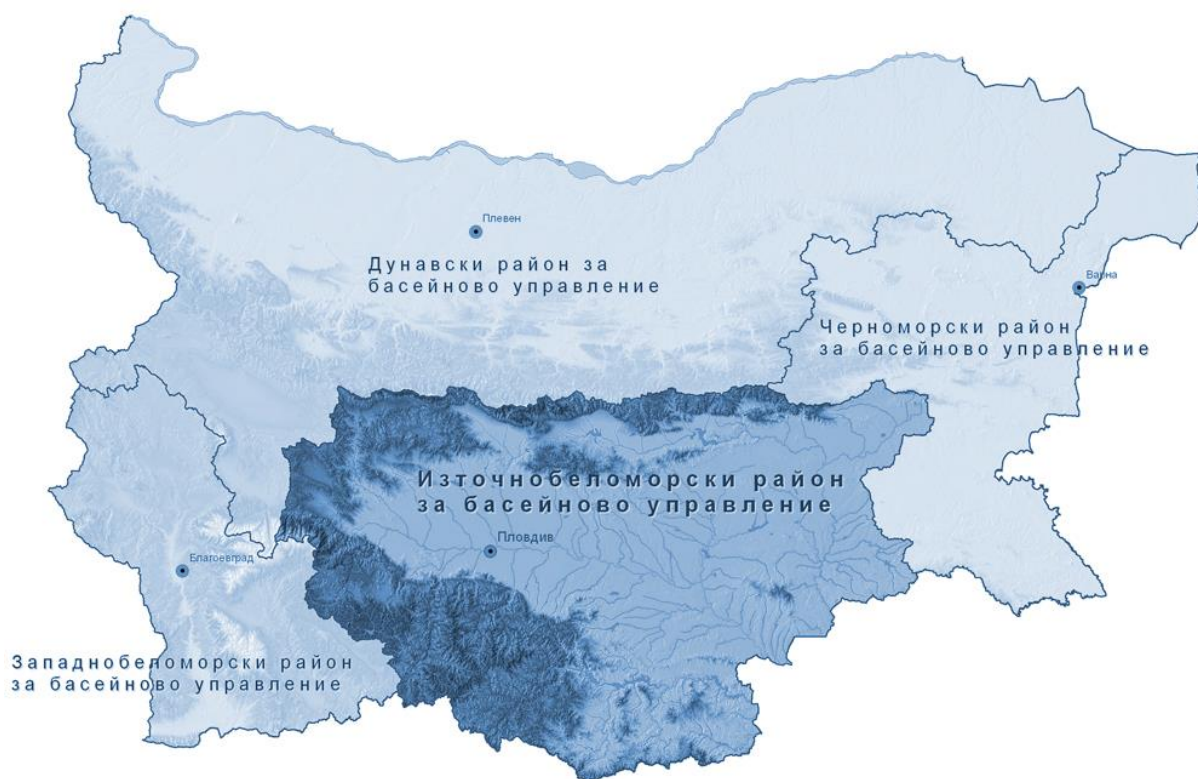 Плевен
Дунавски район за
басейново управление
Варна
Черноморски район
за басейново управление
Източнобеломорски район
за басейново управление
Пловдив
Благоевград
Западнобеломорски район
за басейново управление